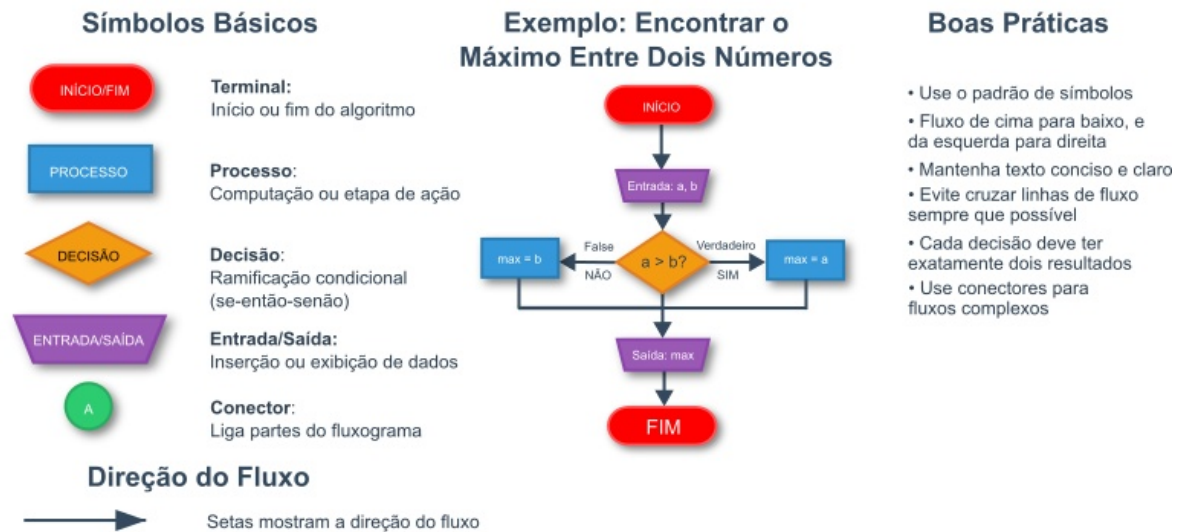 Símbolos Básicos
INÍCIO/FIM
Terminal:
Início ou fim do algoritmo
PROCESSO
Processo:
Computação ou etapa de ação
DECISÃO
Decisão:
Ramificação condicional
(se-então-senão)
ENTRADA/SAÍDA
Entrada/Saída:
Inserção ou exibição de dados
A
Conector:
Liga partes do fluxograma
Direção do Fluxo
Setas mostram a direção do fluxo
Exemplo: Encontrar o
Máximo Entre Dois Números
INÍCIO
Entrada: a, b
max = b
False
NÃO
a > b?
Verdadeiro
SIM
max = a
Saída: max
FIM
Boas Práticas
• Use o padrão de símbolos
• Fluxo de cima para baixo, e
da esquerda para direita
• Mantenha texto conciso e claro
• Evite cruzar linhas de fluxo
sempre que possível
• Cada decisão deve ter
exatamente dois resultados
• Use conectores para
fluxos complexos